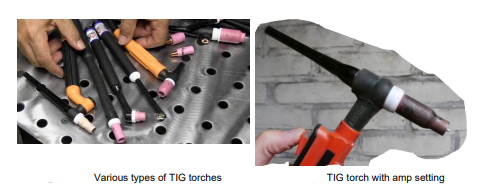 Various types of TIG torches
TIG torch with amp setting